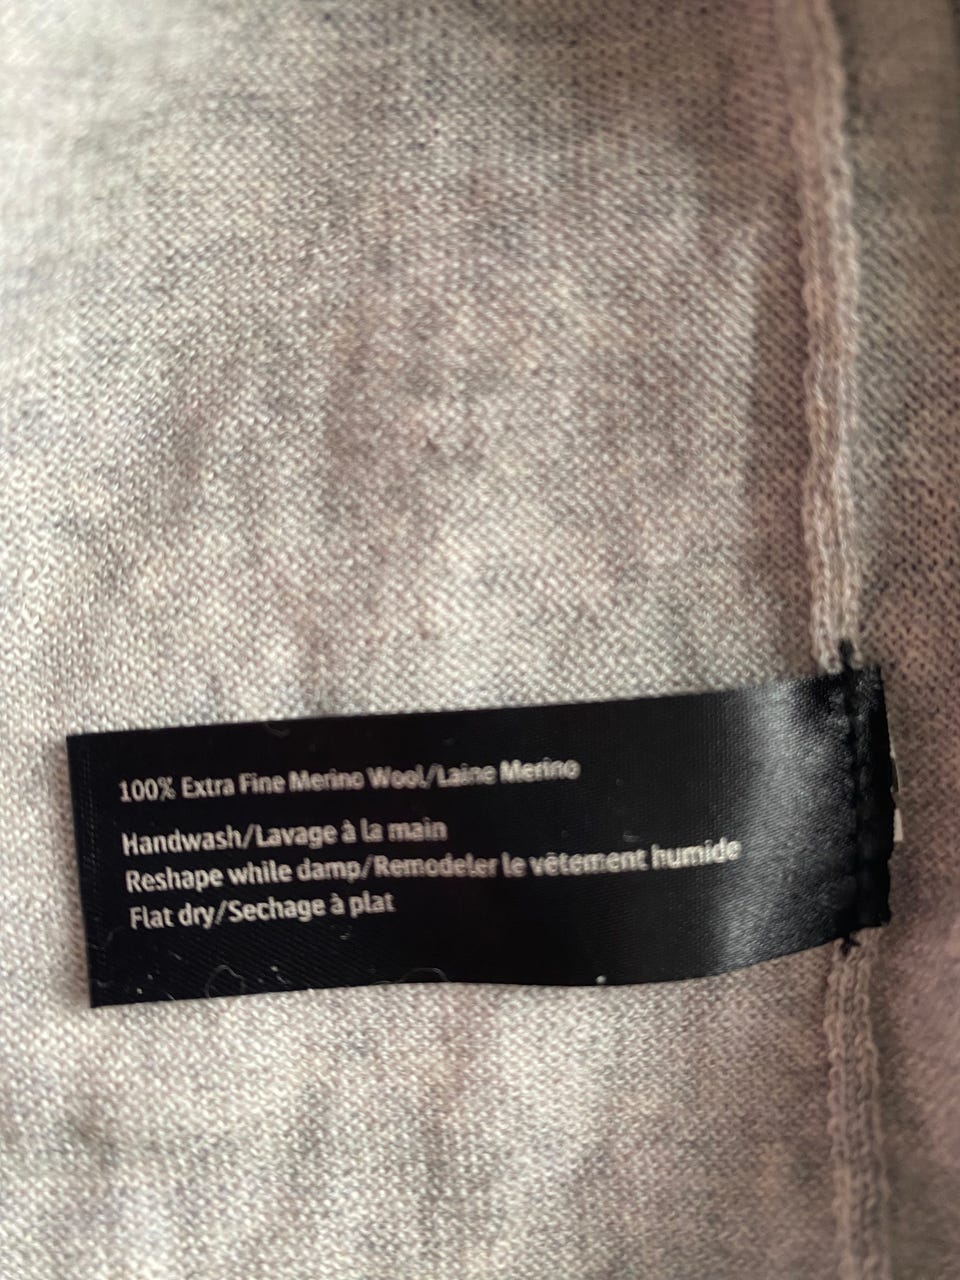 100% Extra Fine Merino Wool/Laine Merino
Handwash/Lavage à la main
Reshape while damp/Remodeler le vêtement humide
Flat dry/Sechage à plat